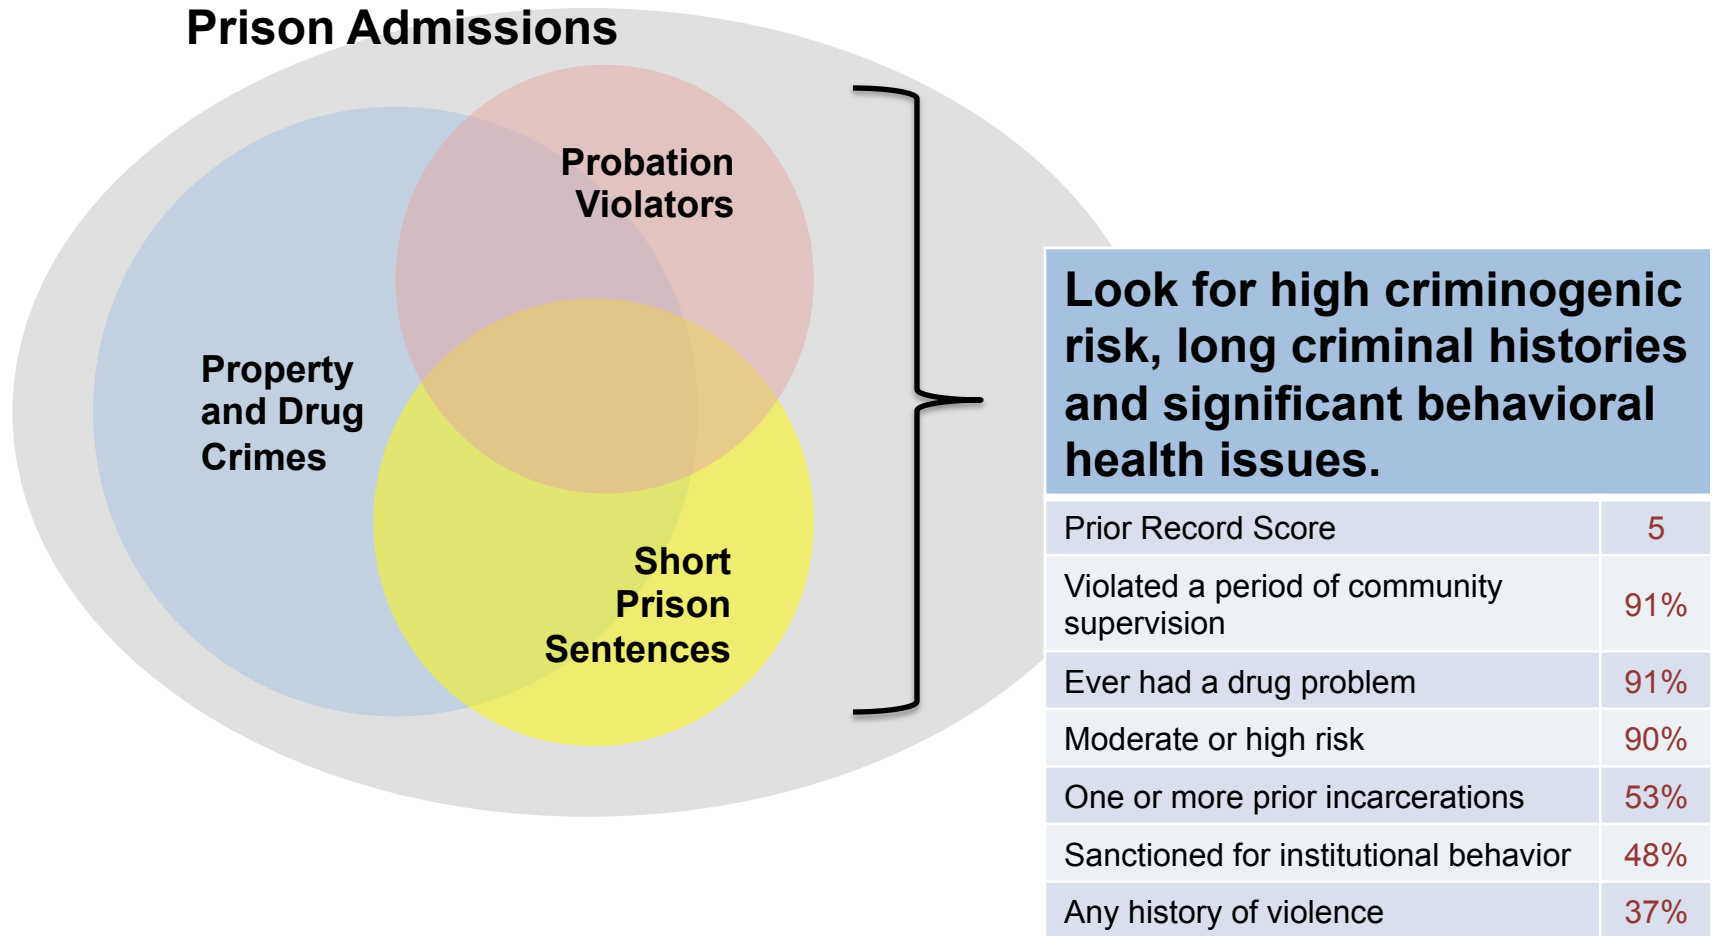 Prison Admissions
Probation
Violators
Property
and Drug
Crimes
Short
Prison
Sentences
Look for high criminogenic
risk, long criminal histories
and significant behavioral
health issues.
Prior Record Score 5
Violated a period of community
supervision 91%
Ever had a drug problem 91%
Moderate or high risk 90%
One or more prior incarcerations 53%
Sanctioned for institutional behavior 48%
Any history of violence 37%